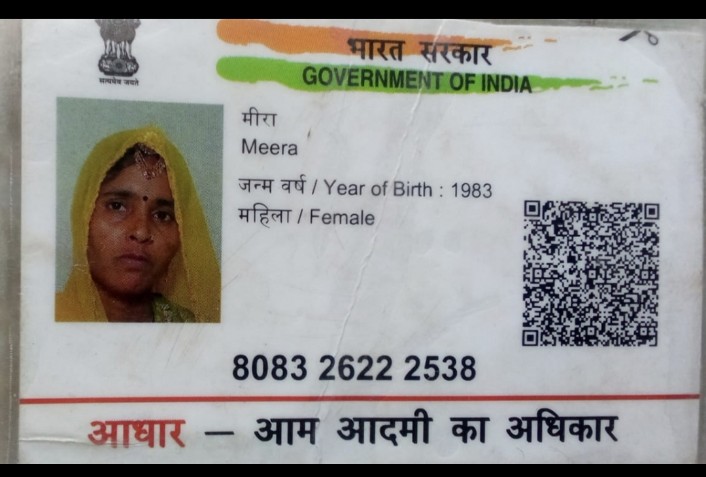 भारत सरकार
GOVERNMENT OF INDIA
सत्यमेव जयते
मीरा
Meera
जन्म वर्ष / Year of Birth : 1983
महिला / Female
8083 2622 2538
आधार – आम आदमी का अधिकार